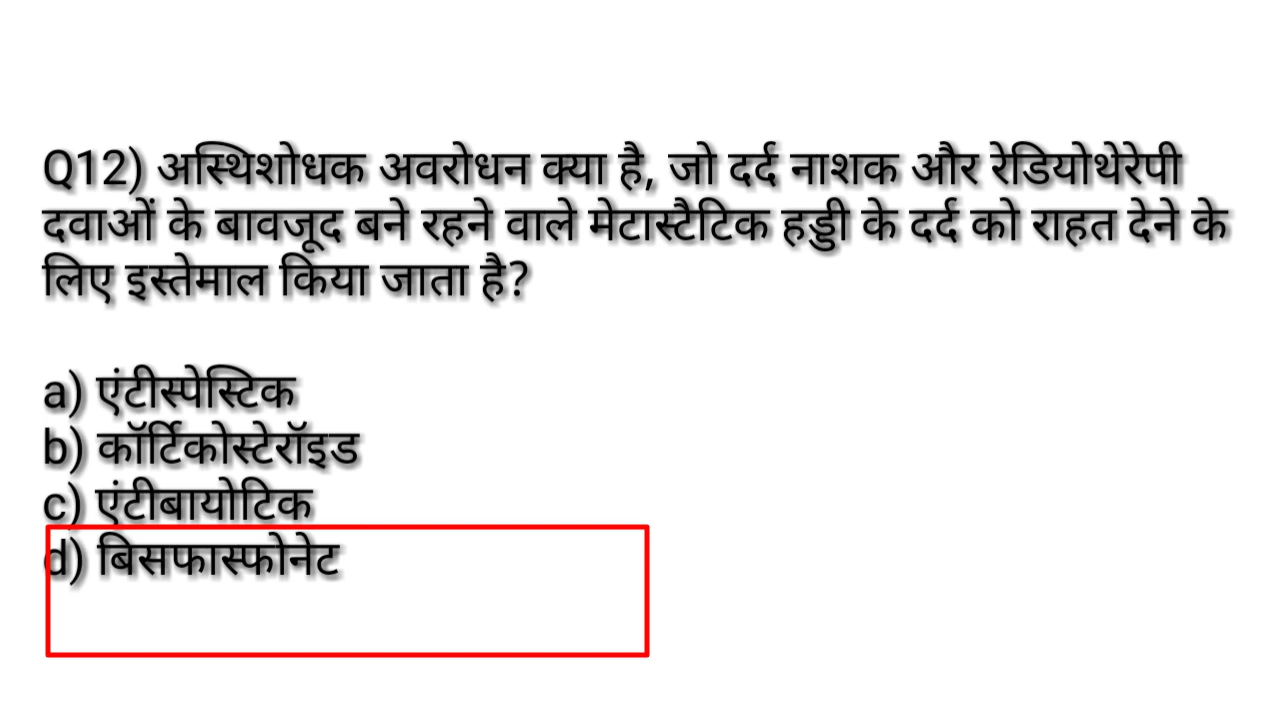 Q12) अस्थिशोधक अवरोधन क्या है, जो दर्द नाशक और रेडियोथेरेपी
दवाओं के बावजूद बने रहने वाले मेटास्टैटिक हड्डी के दर्द को राहत देने के
लिए इस्तेमाल किया जाता है?
a) एंटीस्पेस्टिक
b) कॉर्टिकोस्टेरॉइड
c) एंटीबायोटिक
d) बिसफास्फोनेट